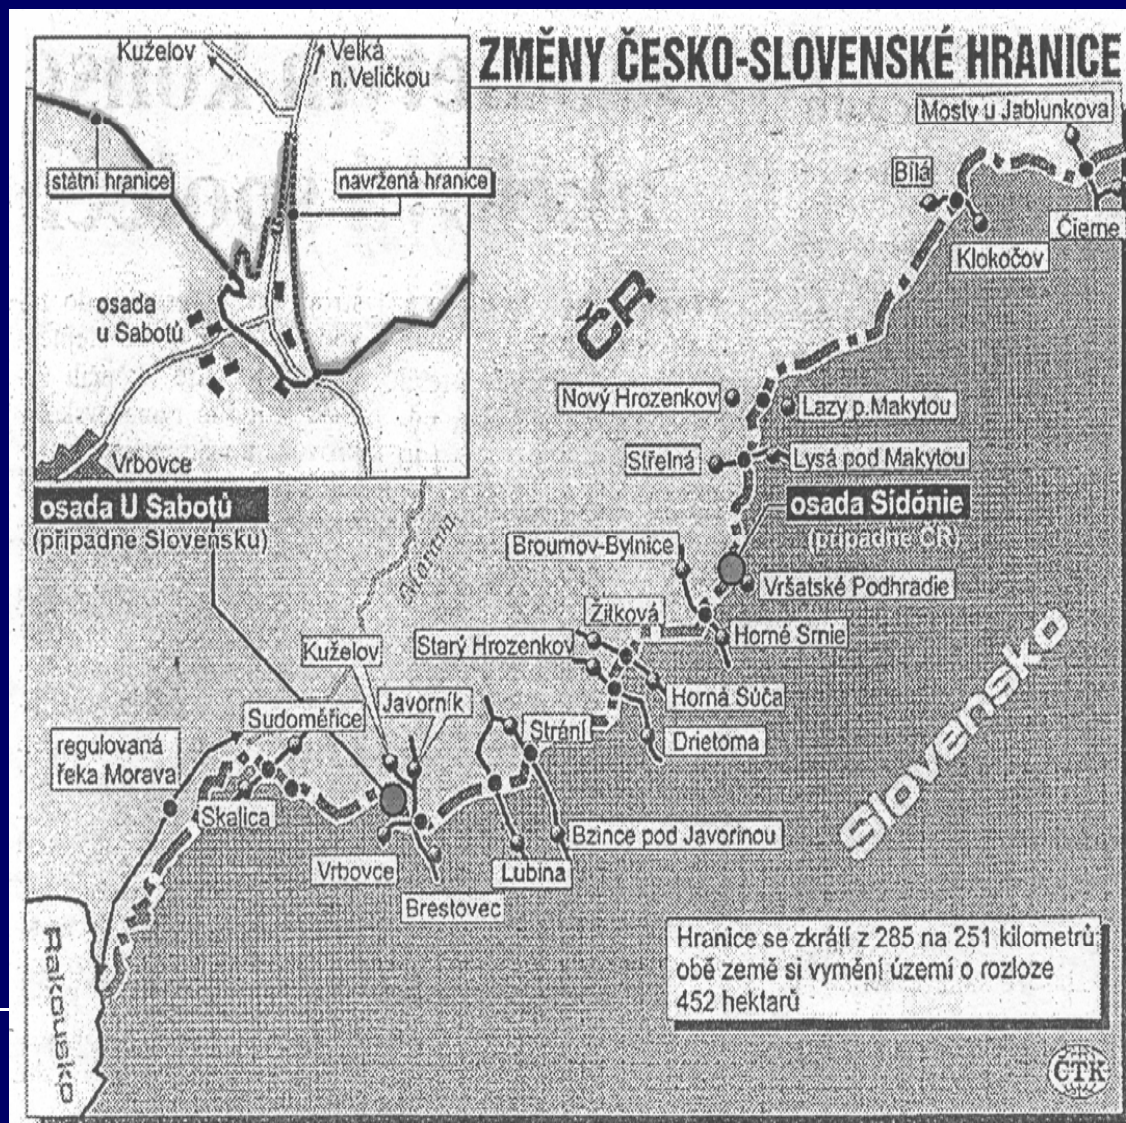 ZMĚNY ČESKO-SLOVENSKÉ HRANICE
Kuželov
Velká
n.Veličkou
státní hranice
navržená hranice
osada
u Sabotů
Vrbovce
osada U Sabotů
(připadne Slovensku)
Mosty u Jablunkova
Bílá
Čierne
Klokočov
ČR
Nový Hrozenkov
Lazy p.Makytou
Střelná
Lysá pod Makytou
osada Sidónie
(připadne ČR)
Morava
Broumov-Bylnice
Vršatské Podhradie
Žitková
Horné Srnie
Starý Hrozenkov
Kuželov
Horná Súča
Javorník
Sudoměřice
Strání
Drietoma
regulovaná
řeka Morava
Skalica
Slovensko
Bzince pod Javorinou
Vrbovce
Lubina
Brestovec
Rakousko
Hranice se zkrátí z 285 na 251 kilometrů;
obě země si vymění území o rozloze
452 hektarů
ČTK